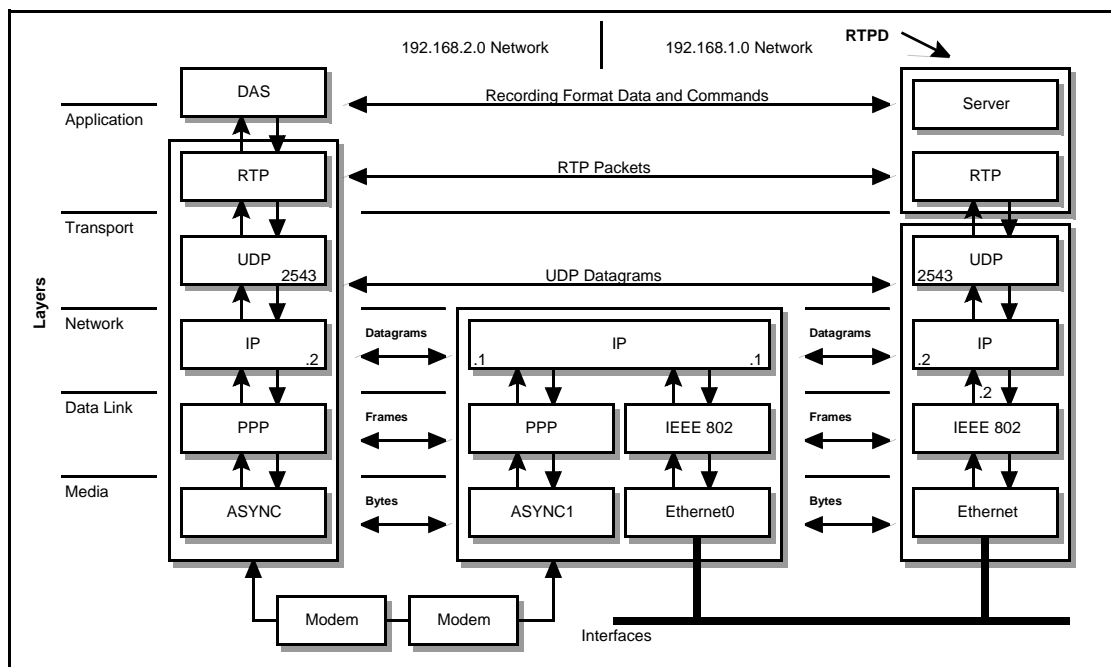 192.168.2.0 Network
192.168.1.0 Network
RTPD
DAS
Recording Format Data and Commands
Server
Application
RTP
RTP Packets
RTP
Transport
UDP
2543
UDP Datagrams
2543
UDP
Layers
Network
IP
.2
Datagrams
.1
IP
.1
Datagrams
.2
IP
.2
Data Link
PPP
Frames
PPP
IEEE 802
Frames
IEEE 802
Media
ASYNC
Bytes
ASYNC1
Ethernet0
Bytes
Ethernet
Modem
Modem
Interfaces